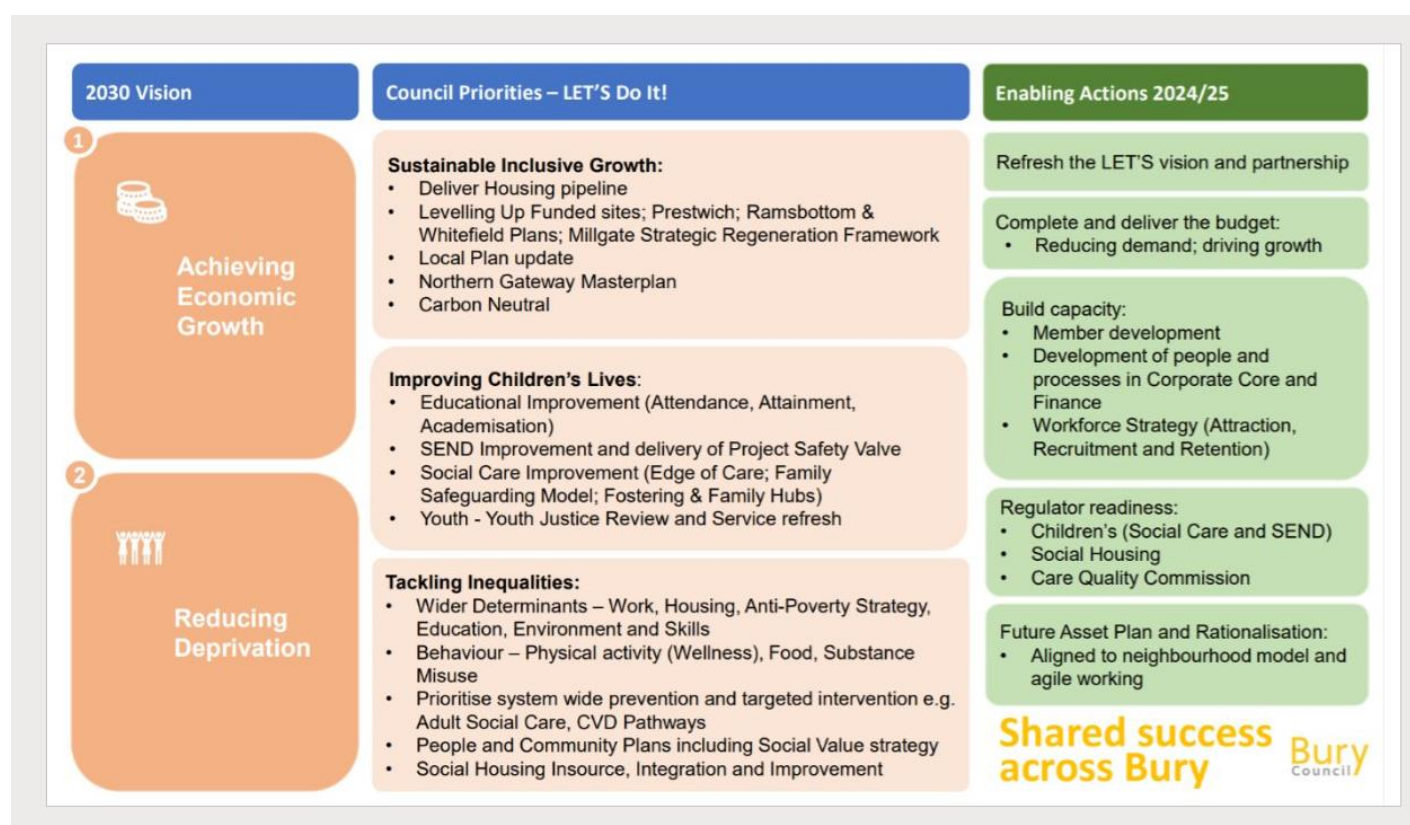 2030 Vision
Council Priorities – LET'S Do It!
Enabling Actions 2024/25
1
Achieving
Economic
Growth
2
Reducing
Deprivation
Sustainable Inclusive Growth:
• Deliver Housing pipeline
• Levelling Up Funded sites; Prestwich; Ramsbottom &
Whitefield Plans; Millgate Strategic Regeneration Framework
• Local Plan update
• Northern Gateway Masterplan
• Carbon Neutral
Improving Children's Lives:
• Educational Improvement (Attendance, Attainment,
Academisation)
• SEND Improvement and delivery of Project Safety Valve
• Social Care Improvement (Edge of Care; Family
Safeguarding Model; Fostering & Family Hubs)
• Youth - Youth Justice Review and Service refresh
Tackling Inequalities:
• Wider Determinants – Work, Housing, Anti-Poverty Strategy,
Education, Environment and Skills
• Behaviour – Physical activity (Wellness), Food, Substance
Misuse
• Prioritise system wide prevention and targeted intervention e.g.
Adult Social Care, CVD Pathways
• People and Community Plans including Social Value strategy
• Social Housing Insource, Integration and Improvement
Refresh the LET'S vision and partnership
Complete and deliver the budget:
• Reducing demand; driving growth
Build capacity:
• Member development
• Development of people and
processes in Corporate Core and
Finance
• Workforce Strategy (Attraction,
Recruitment and Retention)
Regulator readiness:
• Children's (Social Care and SEND)
• Social Housing
• Care Quality Commission
Future Asset Plan and Rationalisation:
• Aligned to neighbourhood model and
agile working
Shared success
across Bury
Bury
Council